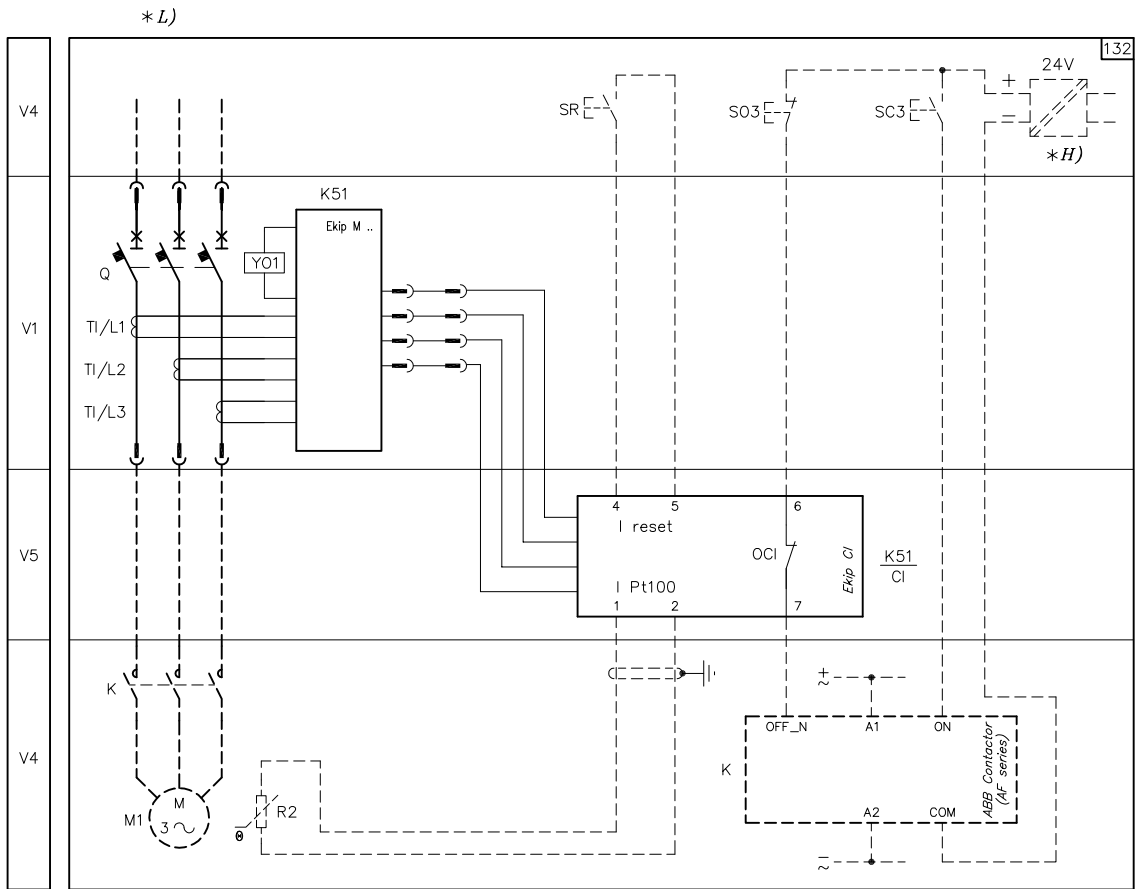 *L)
132
24V
+
−
V4
SR
SO3
SC3
*H)
K51
Ekip M ..
YO1
Q
V1
TI/L1
TI/L2
TI/L3
4
5
6
I reset
OCI
Ekip CI
K51
CI
V5
I Pt100
1
2
7
K
+
~
OFF_N
A1
ON
V4
K
ABB Contactor
(AF series)
M
3 ~
M1
R2
θ
A2
COM
−
~